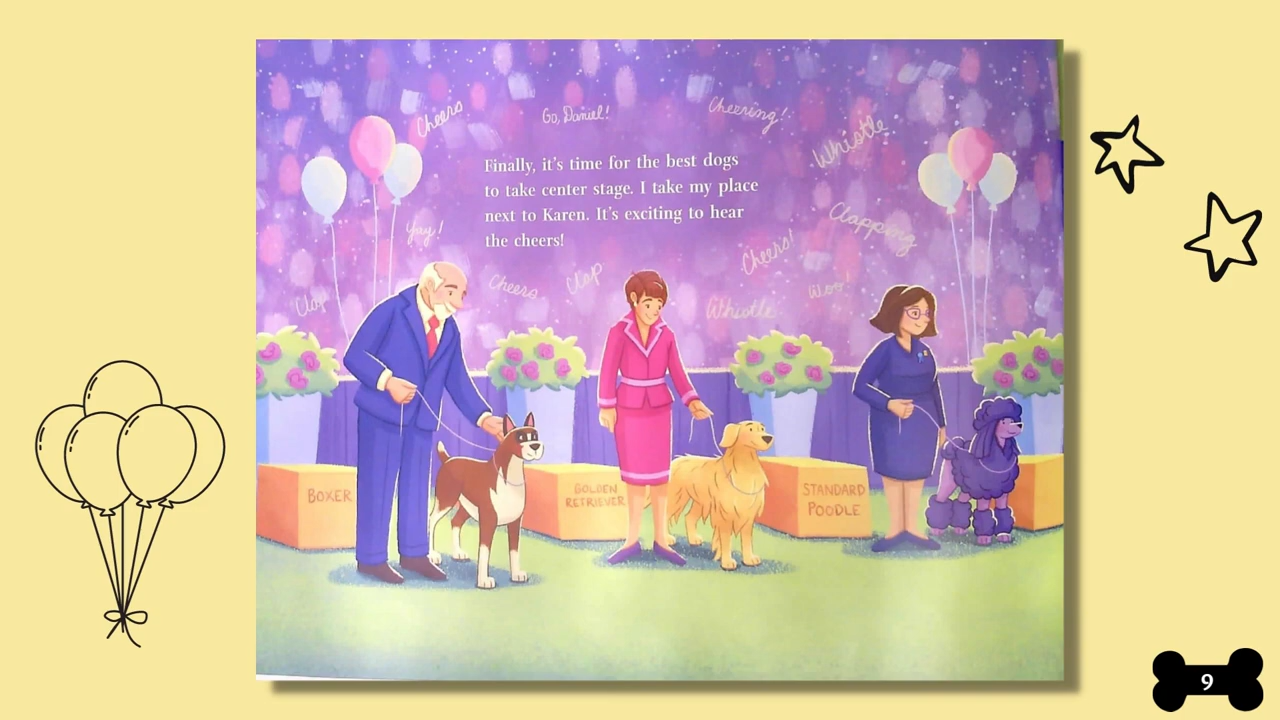 Cheers
Go, Daniel!
Cheering!
Whistle
Finally, it's time for the best dogs
to take center stage. I take my place
next to Karen. It's exciting to hear
the cheers!
Clapping
Yay!
Cheers!
Cheers
Clap
Woo
Clap
Whistle
BOXER
GOLDEN
RETRIEVER
STANDARD
POODLE
9